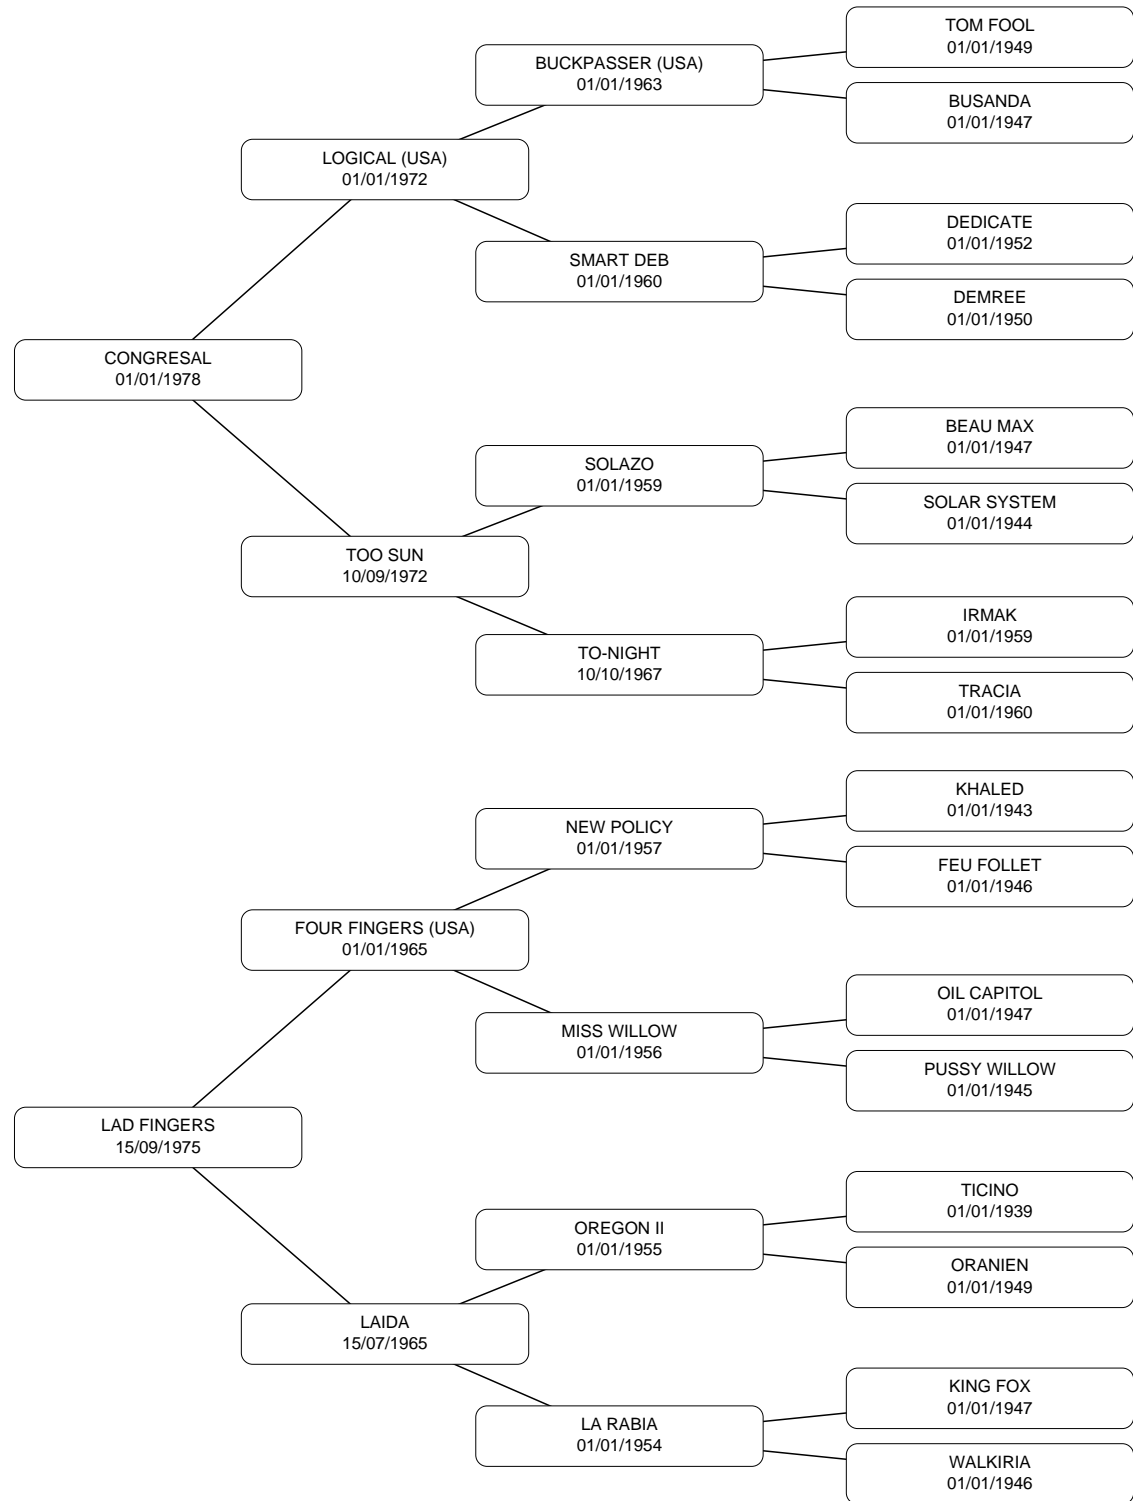 TOM FOOL
01/01/1949
BUCKPASSER (USA)
01/01/1963
BUSANDA
01/01/1947
LOGICAL (USA)
01/01/1972
DEDICATE
01/01/1952
SMART DEB
01/01/1960
DEMREE
01/01/1950
CONGRESAL
01/01/1978
BEAU MAX
01/01/1947
SOLAZO
01/01/1959
SOLAR SYSTEM
01/01/1944
TOO SUN
10/09/1972
IRMAK
01/01/1959
TO-NIGHT
10/10/1967
TRACIA
01/01/1960
KHALED
01/01/1943
NEW POLICY
01/01/1957
FEU FOLLET
01/01/1946
FOUR FINGERS (USA)
01/01/1965
OIL CAPITOL
01/01/1947
MISS WILLOW
01/01/1956
PUSSY WILLOW
01/01/1945
LAD FINGERS
15/09/1975
TICINO
01/01/1939
OREGON II
01/01/1955
ORANIEN
01/01/1949
LAIDA
15/07/1965
KING FOX
01/01/1947
LA RABIA
01/01/1954
WALKIRIA
01/01/1946